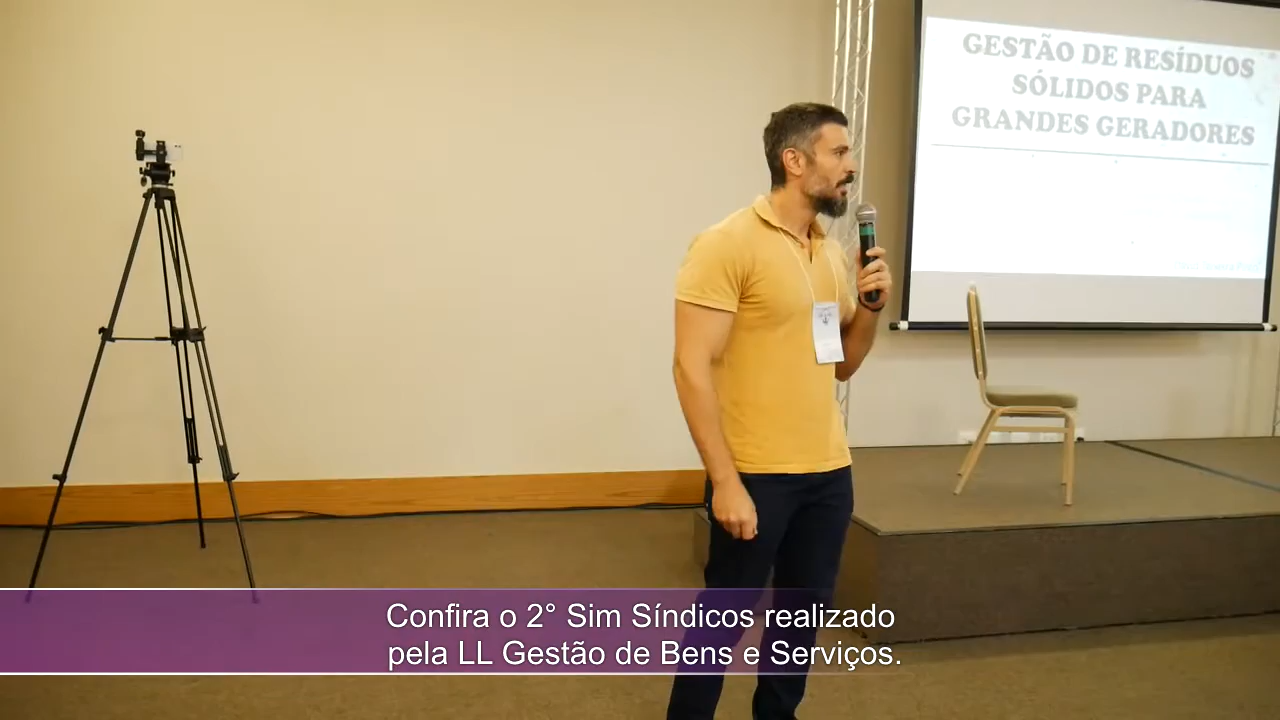 GESTÃO DE RESÍDUOS
SÓLIDOS PARA
GRANDES GERADORES
Confira o 2° Sim Síndicos realizado
pela LL Gestão de Bens e Serviços.